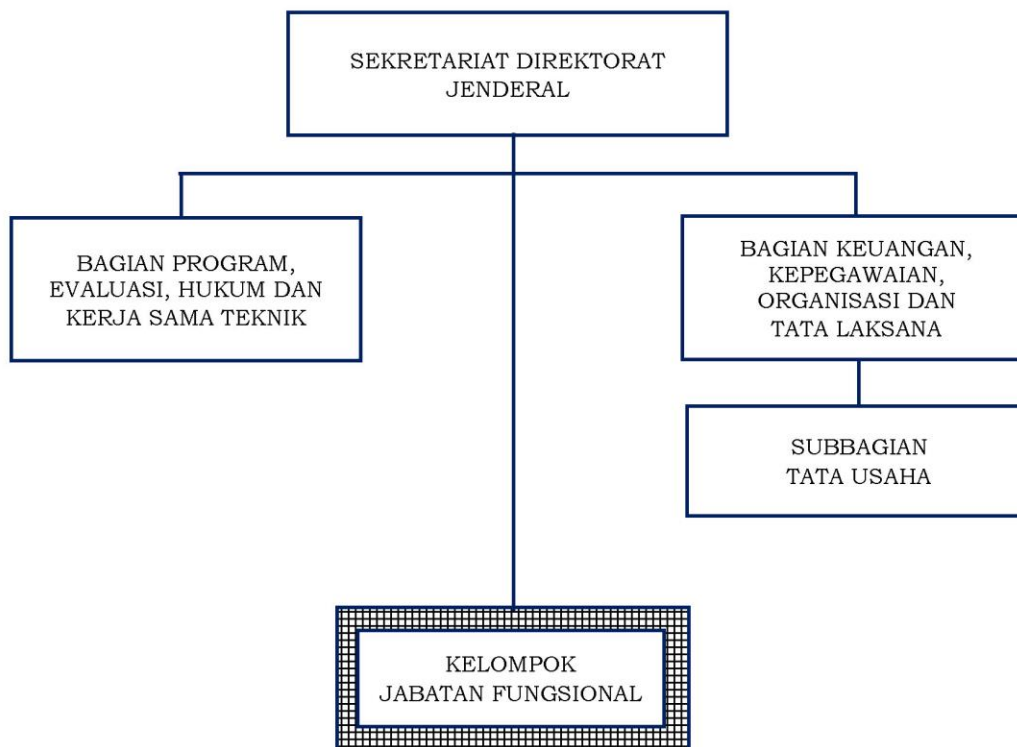 SEKRETARIAT DIREKTORAT
JENDERAL
BAGIAN PROGRAM,
EVALUASI, HUKUM DAN
KERJA SAMA TEKNIK
BAGIAN KEUANGAN,
KEPEGAWAIAN,
ORGANISASI DAN
TATA LAKSANA
SUBBAGIAN
TATA USAHA
KELOMPOK
JABATAN FUNGSIONAL